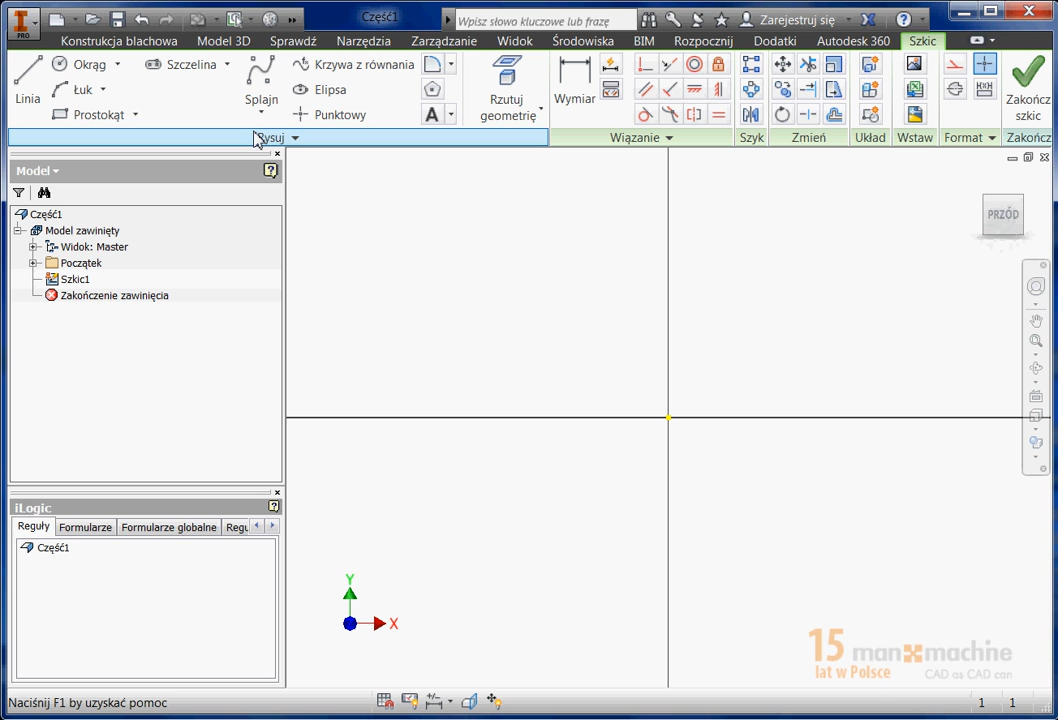 PRO
Część1
Wpisz słowo kluczowe lub frazę
Zarejestruj się
Konstrukcja blachowa
Model 3D
Sprawdź
Narzędzia
Zarządzanie
Widok
Środowiska
BIM
Rozpocznij
Dodatki
Autodesk 360
Szkic
Linia
Okrąg
Łuk
Prostokąt
Szczelina
Splajn
Krzywa z równania
Elipsa
Punktowy
A
Rzutuj
geometrię
Wymiar
Zakończ
szkic
Rysuj
Wiązanie
Szyk
Zmień
Układ
Wstaw
Format
Zakończ
Model
Część1
Model zawinięty
Widok: Master
Początek
Szkic1
Zakończenie zawinięcia
PRZÓD
iLogic
Reguły
Formularze
Formularze globalne
Regu
Część1
Y
X
15 man machine
lat w Polsce CAD as CAD can
Naciśnij F1 by uzyskać pomoc
1 1